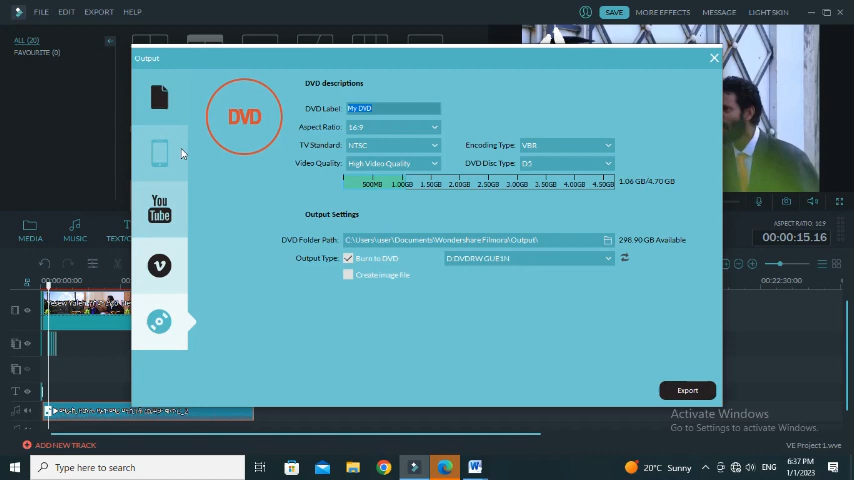 FILE EDIT EXPORT HELP
SAVE MORE EFFECTS MESSAGE LIGHT SKIN
ALL (20)
FAVOURITE (0)
Output
DVD
DVD descriptions
DVD Label: My DVD
Aspect Ratio: 16:9
TV Standard: NTSC Encoding Type: VBR
Video Quality: High Video Quality DVD Disc Type: D5
500MB 1.00GB 1.50GB 2.00GB 2.50GB 3.00GB 3.50GB 4.00GB 4.50GB 1.06 GB/4.70 GB
You
Tube
Output Settings
DVD Folder Path: C:\Users\user\Documents\Wondershare Filmora\Output\ 298.90 GB Available
Output Type: Burn to DVD D:DVDRW GUE1N
Create image file
Export
MEDIA MUSIC
ASPECT RATIO: 16:9
00:00:15.16
00:00:00:00
00:22:30:00
ADD NEW TRACK
Activate Windows
Go to Settings to activate Windows.
VE Project 1.wve
Type here to search
20°C Sunny
ENG
6:37 PM
1/1/2023